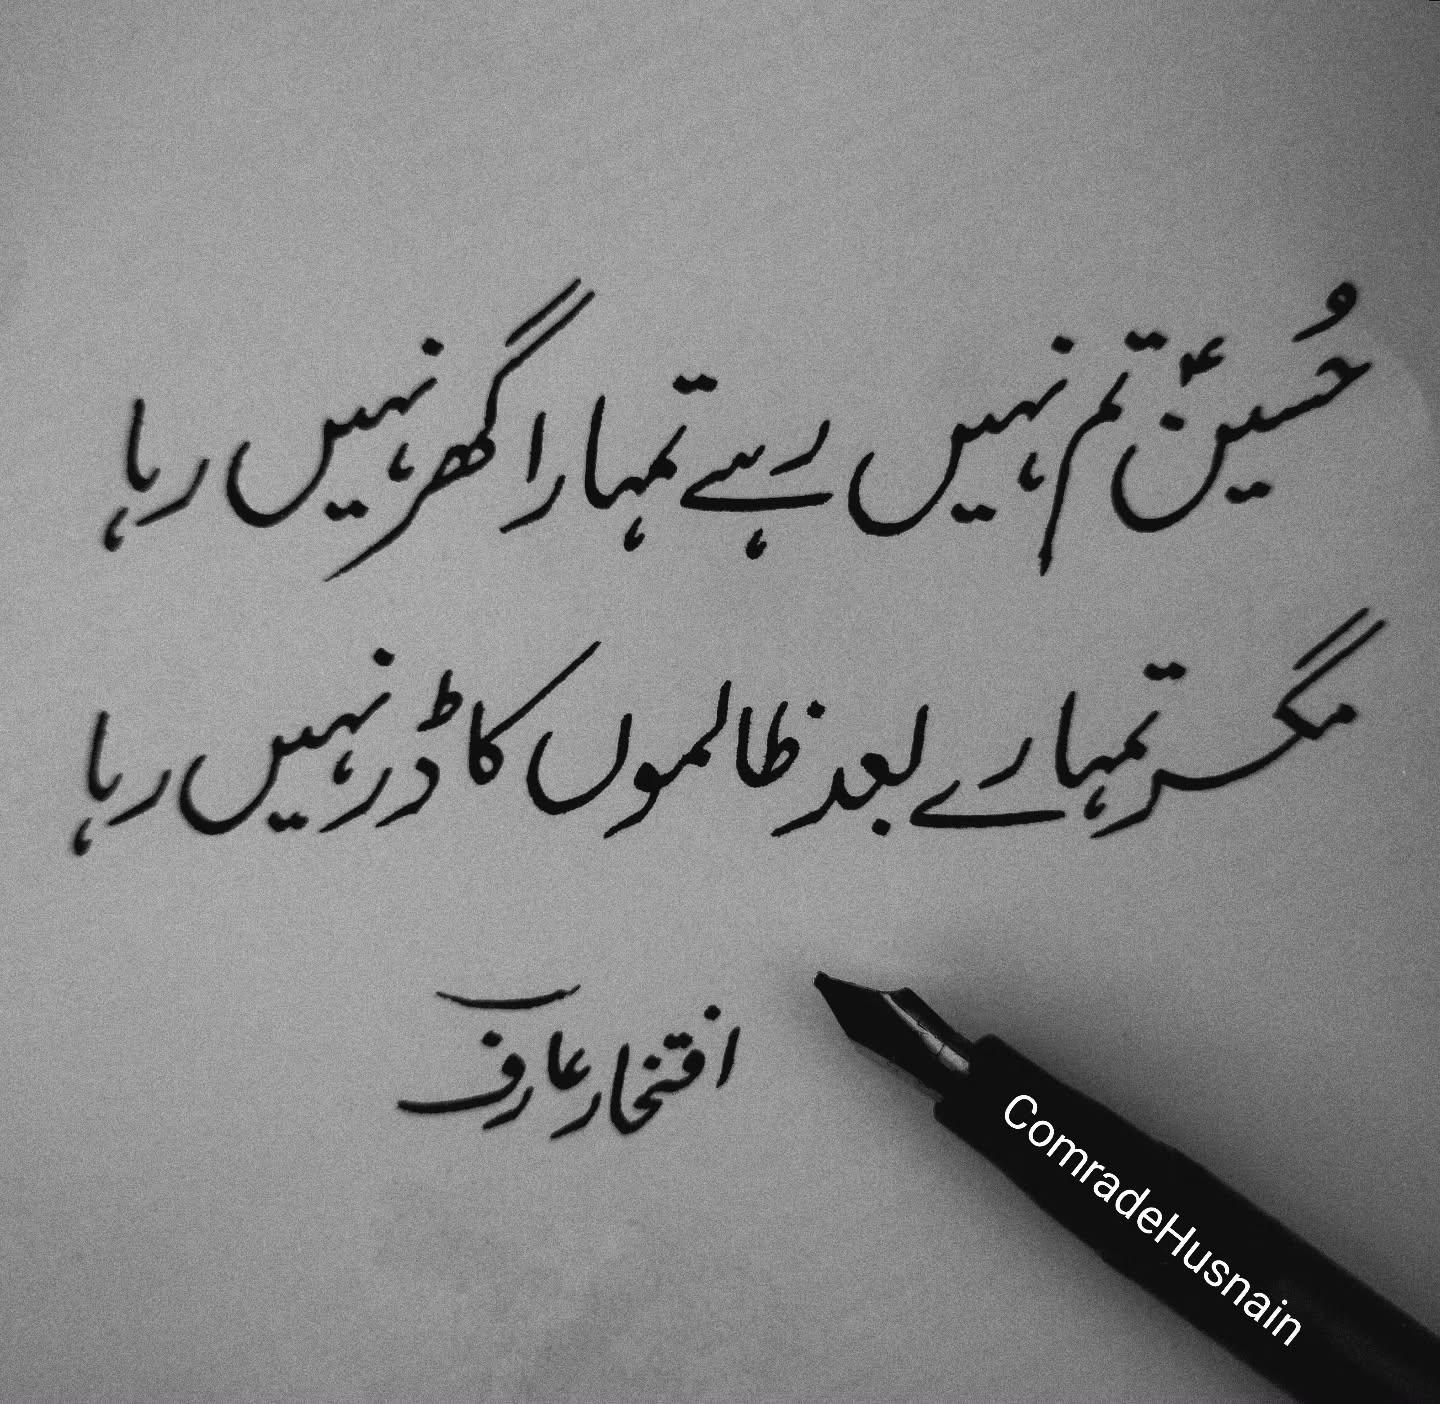 حُسینؑ تم نہیں رہے تمہارا گھر نہیں رہا
مگر تمہارے بعد ظالموں کا ڈر نہیں رہا
افتخار عارفؔ
ComradeHusnain